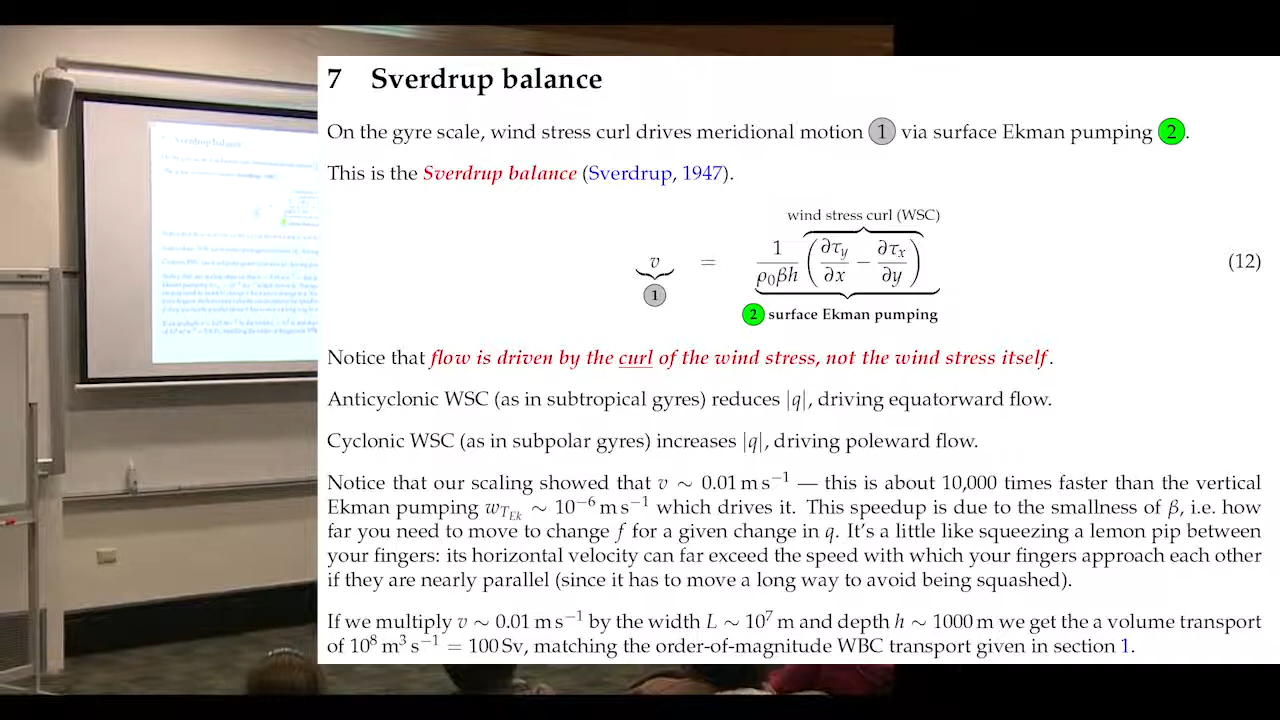 7 Sverdrup balance
On the gyre scale, wind stress curl drives meridional motion 1 via surface Ekman pumping 2.
This is the Sverdrup balance (Sverdrup, 1947).
wind stress curl (WSC)
v = 1/ρ₀βh (∂τy/∂x − ∂τx/∂y) (12)
1
2 surface Ekman pumping
Notice that flow is driven by the curl of the wind stress, not the wind stress itself.
Anticyclonic WSC (as in subtropical gyres) reduces |q|, driving equatorward flow.
Cyclonic WSC (as in subpolar gyres) increases |q|, driving poleward flow.
Notice that our scaling showed that v ∼ 0.01 m s⁻¹ — this is about 10,000 times faster than the vertical
Ekman pumping w_{T_{Ek}} ∼ 10⁻⁶ m s⁻¹ which drives it. This speedup is due to the smallness of β, i.e. how
far you need to move to change f for a given change in q. It's a little like squeezing a lemon pip between
your fingers: its horizontal velocity can far exceed the speed with which your fingers approach each other
if they are nearly parallel (since it has to move a long way to avoid being squashed).
If we multiply v ∼ 0.01 m s⁻¹ by the width L ∼ 10⁷ m and depth h ∼ 1000 m we get the a volume transport
of 10⁸ m³ s⁻¹ = 100 Sv, matching the order-of-magnitude WBC transport given in section 1.